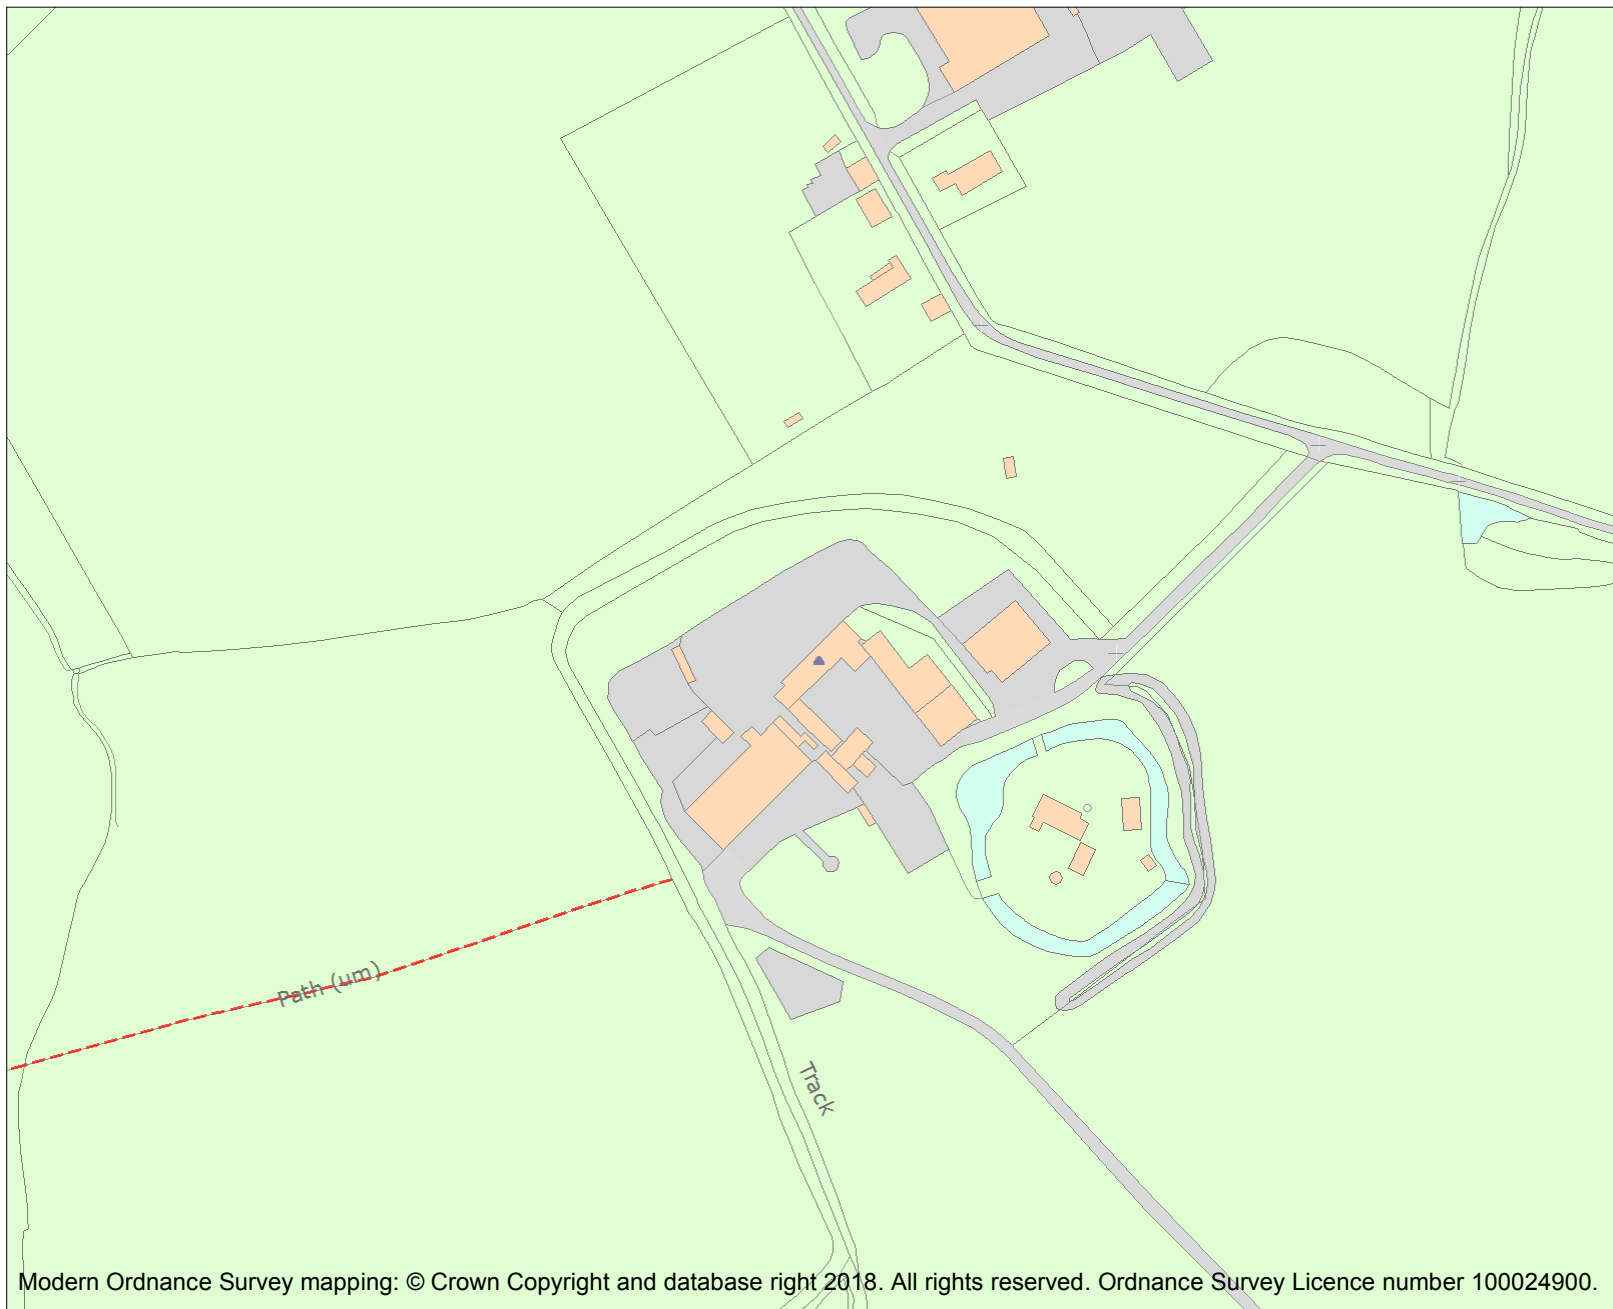 Path (um)
Track
Modern Ordnance Survey mapping: © Crown Copyright and database right 2018. All rights reserved. Ordnance Survey Licence number 100024900.